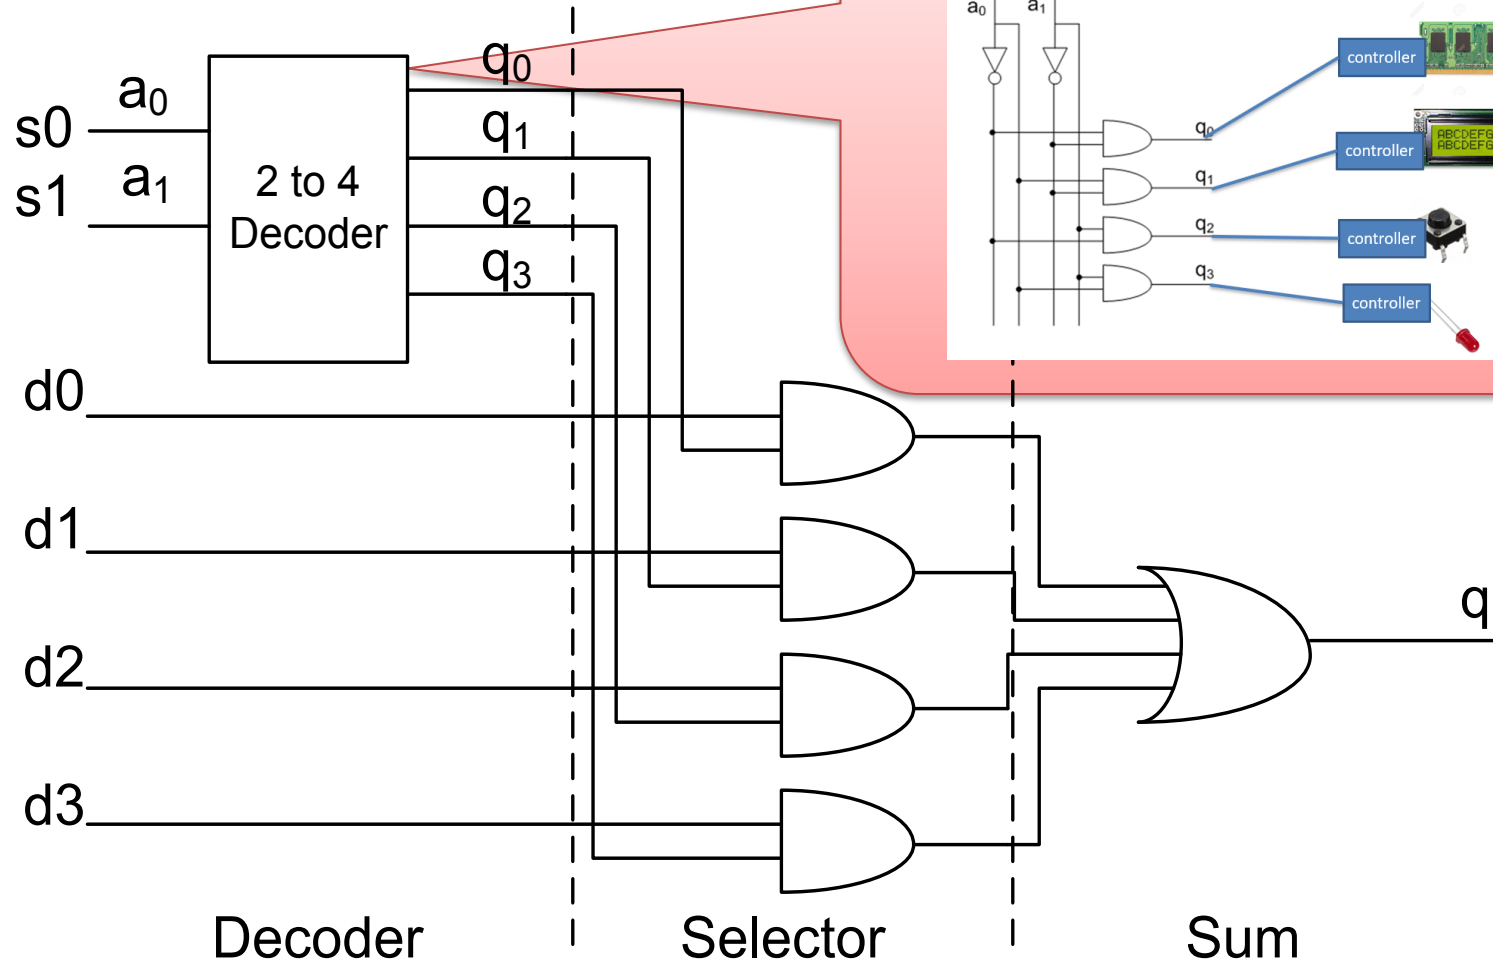 s0
a0
s1
a1
2 to 4
Decoder
q0
q1
q2
q3
a0
a1
q0
q1
q2
q3
controller
controller
controller
controller
ABCDEFG
ABCDEFG
d0
d1
d2
d3
q
Decoder
Selector
Sum